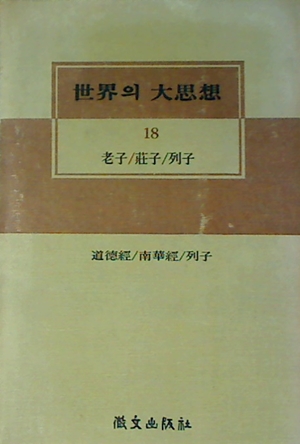 世界의 大思想
18
老子/莊子/列子
道德經/南華經/列子
徽文出版社